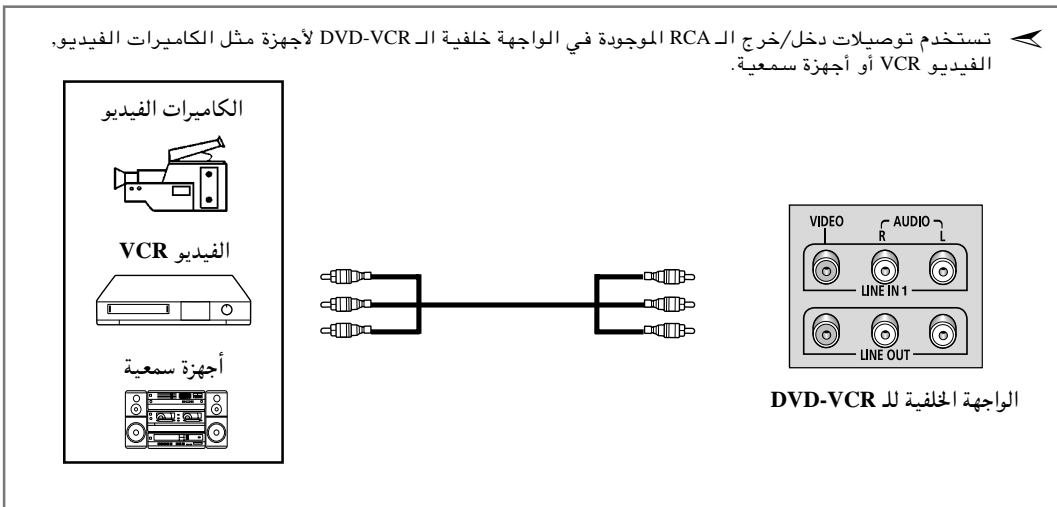 تستخدم توصيلات دخل/خرج الـ RCA الموجودة في الواجهة خلفية الـ DVD-VCR لأجهزة مثل الكاميرات الفيديو,
الفيديو VCR أو أجهزة سمعية.
الكاميرات الفيديو
الفيديو VCR
أجهزة سمعية
VIDEO
AUDIO
R
L
LINE IN 1
LINE OUT
الواجهة الخلفية للـ DVD-VCR